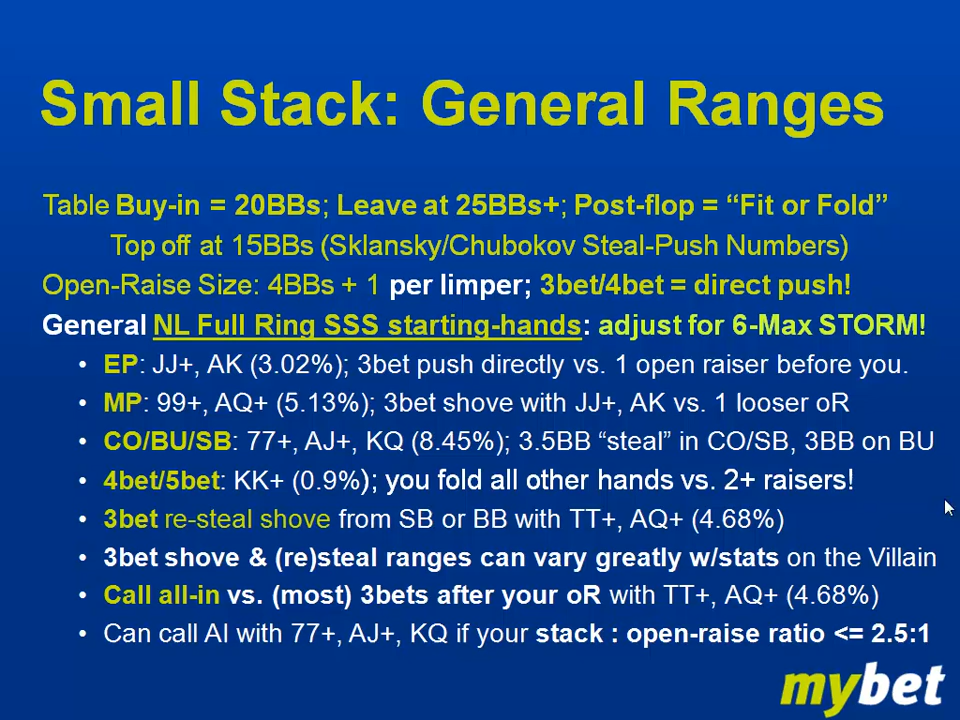 Small Stack: General Ranges
Table Buy-in = 20BBs; Leave at 25BBs+; Post-flop = “Fit or Fold”
Top off at 15BBs (Sklansky/Chubokov Steal-Push Numbers)
Open-Raise Size: 4BBs + 1 per limper; 3bet/4bet = direct push!
General NL Full Ring SSS starting-hands: adjust for 6-Max STORM!
• EP: JJ+, AK (3.02%); 3bet push directly vs. 1 open raiser before you.
• MP: 99+, AQ+ (5.13%); 3bet shove with JJ+, AK vs. 1 looser oR
• CO/BU/SB: 77+, AJ+, KQ (8.45%); 3.5BB “steal” in CO/SB, 3BB on BU
• 4bet/5bet: KK+ (0.9%); you fold all other hands vs. 2+ raisers!
• 3bet re-steal shove from SB or BB with TT+, AQ+ (4.68%)
• 3bet shove & (re)steal ranges can vary greatly w/stats on the Villain
• Call all-in vs. (most) 3bets after your oR with TT+, AQ+ (4.68%)
• Can call AI with 77+, AJ+, KQ if your stack : open-raise ratio <= 2.5:1
mybet